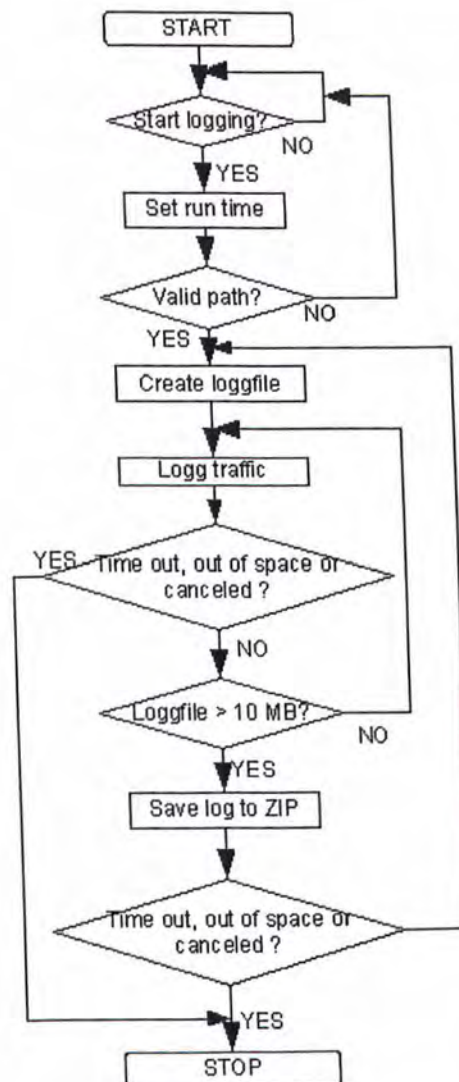 START
Start logging?
NO
YES
Set run time
Valid path?
NO
YES
Create loggfile
Logg traffic
YES
Time out, out of space or
canceled ?
NO
Loggfile > 10 MB?
NO
YES
Save log to ZIP
Time out, out of space or
canceled ?
YES
STOP